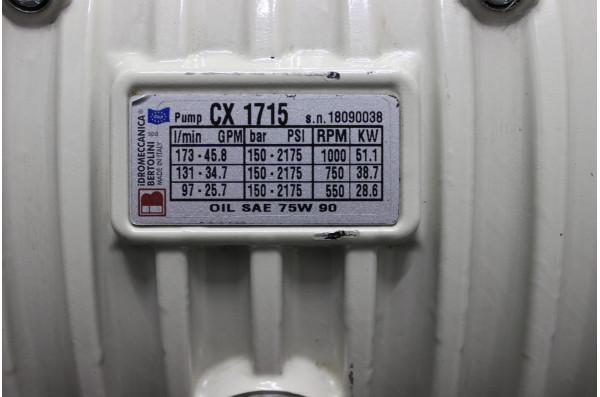 Pump CX 1715 s.n. 18090038
l/min GPM bar PSI RPM KW
173 - 45.8 150 - 2175 1000 51.1
131 - 34.7 150 - 2175 750 38.7
97 - 25.7 150 - 2175 550 28.6
OIL SAE 75W 90
IDROMECCANICA®
BERTOLINI spa
MADE IN ITALY
B